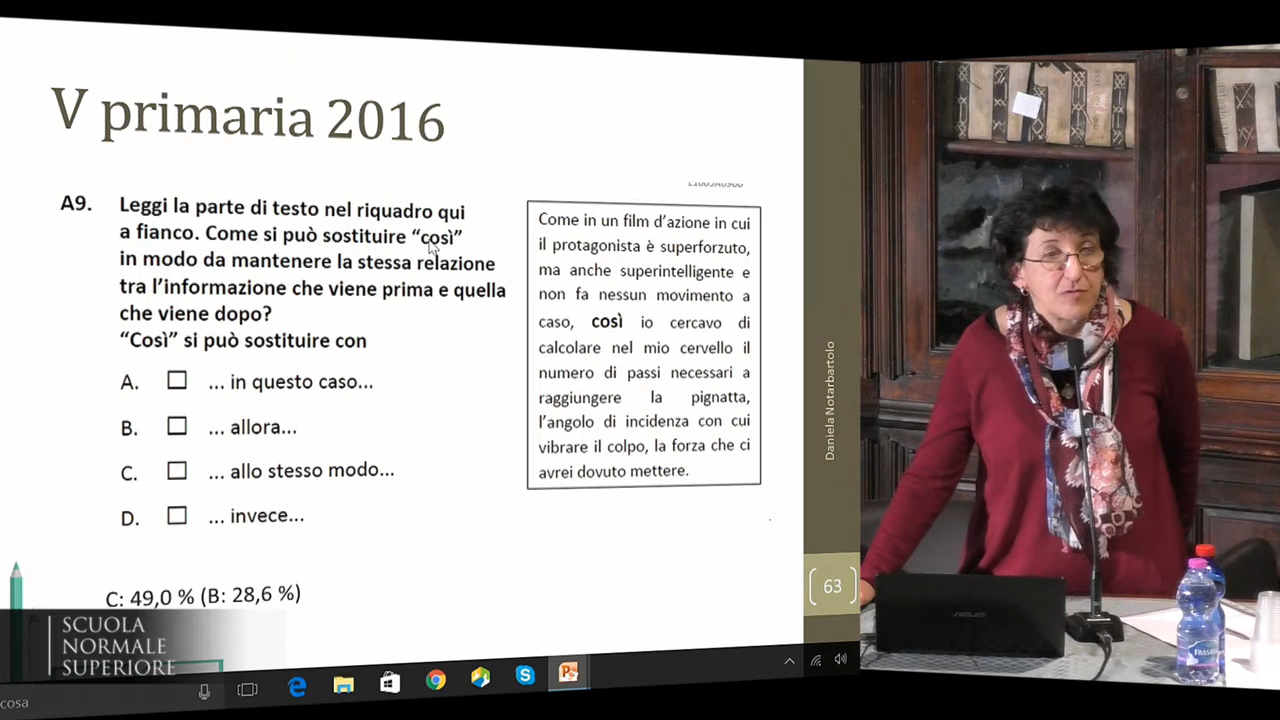 V primaria 2016
A9. Leggi la parte di testo nel riquadro qui
a fianco. Come si può sostituire “così”
in modo da mantenere la stessa relazione
tra l’informazione che viene prima e quella
che viene dopo?
“Così” si può sostituire con
A. … in questo caso…
B. … allora…
C. … allo stesso modo…
D. … invece…
Come in un film d’azione in cui
il protagonista è superforzuto,
ma anche superintelligente e
non fa nessun movimento a
caso, così io cercavo di
calcolare nel mio cervello il
numero di passi necessari a
raggiungere la pignatta,
l’angolo di incidenza con cui
vibrare il colpo, la forza che ci
avrei dovuto mettere.
C: 49,0 % (B: 28,6 %)
Daniela Notarbartolo
63
SCUOLA
NORMALE
SUPERIORE
cosa
ASUS